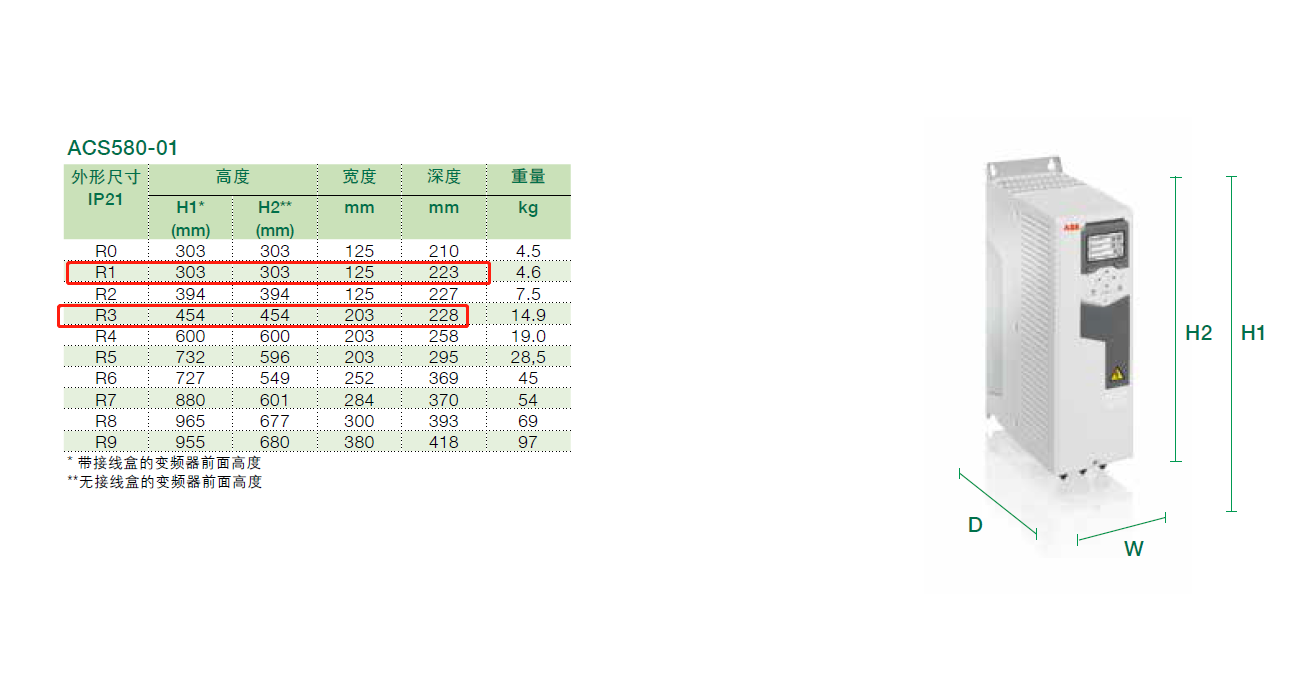 ACS580-01
外形尺寸 高度 宽度 深度 重量
IP21 H1* H2** mm mm kg
(mm) (mm)
R0 303 303 125 210 4.5
R1 303 303 125 223 4.6
R2 394 394 125 227 7.5
R3 454 454 203 228 14.9
R4 600 600 203 258 19.0
R5 732 596 203 295 28,5
R6 727 549 252 369 45
R7 880 601 284 370 54
R8 965 677 300 393 69
R9 955 680 380 418 97
* 带接线盒的变频器前面高度
**无接线盒的变频器前面高度
ABB
H2 H1
D
W